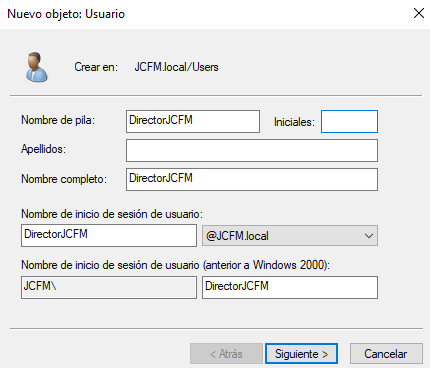 Nuevo objeto: Usuario
Crear en: JCFM.local/Users
Nombre de pila: DirectorJCFM Iniciales:
Apellidos:
Nombre completo: DirectorJCFM
Nombre de inicio de sesión de usuario:
DirectorJCFM @JCFM.local
Nombre de inicio de sesión de usuario (anterior a Windows 2000):
JCFM\ DirectorJCFM
< Atrás Siguiente > Cancelar